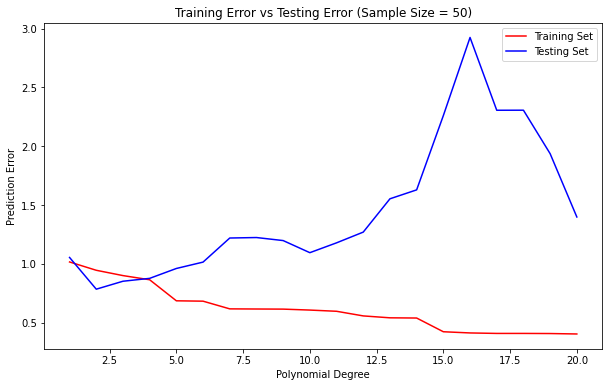 Training Error vs Testing Error (Sample Size = 50)
Training Set
Testing Set
Prediction Error
3.0
2.5
2.0
1.5
1.0
0.5
2.5
5.0
7.5
10.0
12.5
15.0
17.5
20.0
Polynomial Degree